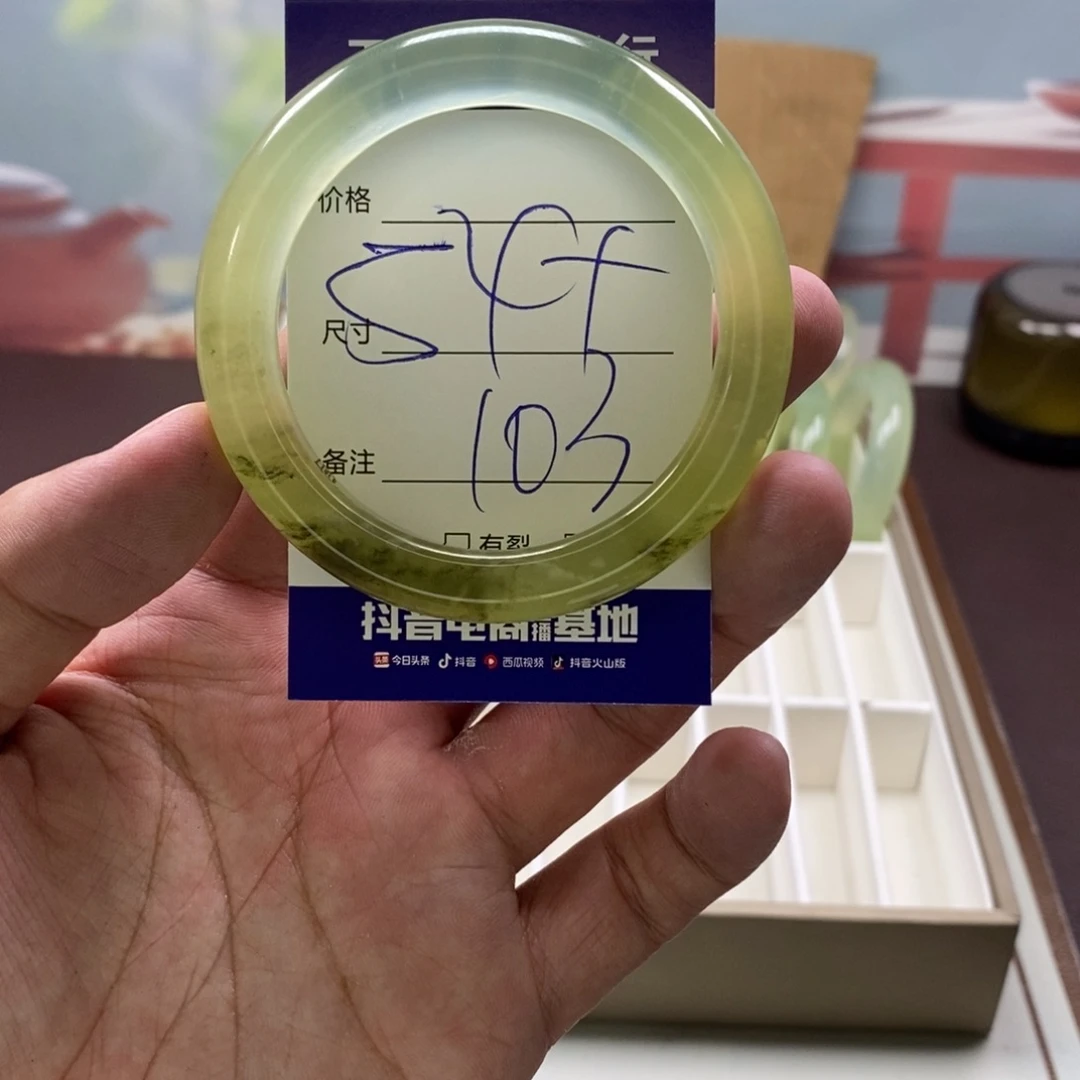 行
价格
尺寸
103
备注
有裂
抖音电商直播基地
今日头条 抖音 西瓜视频 抖音火山版